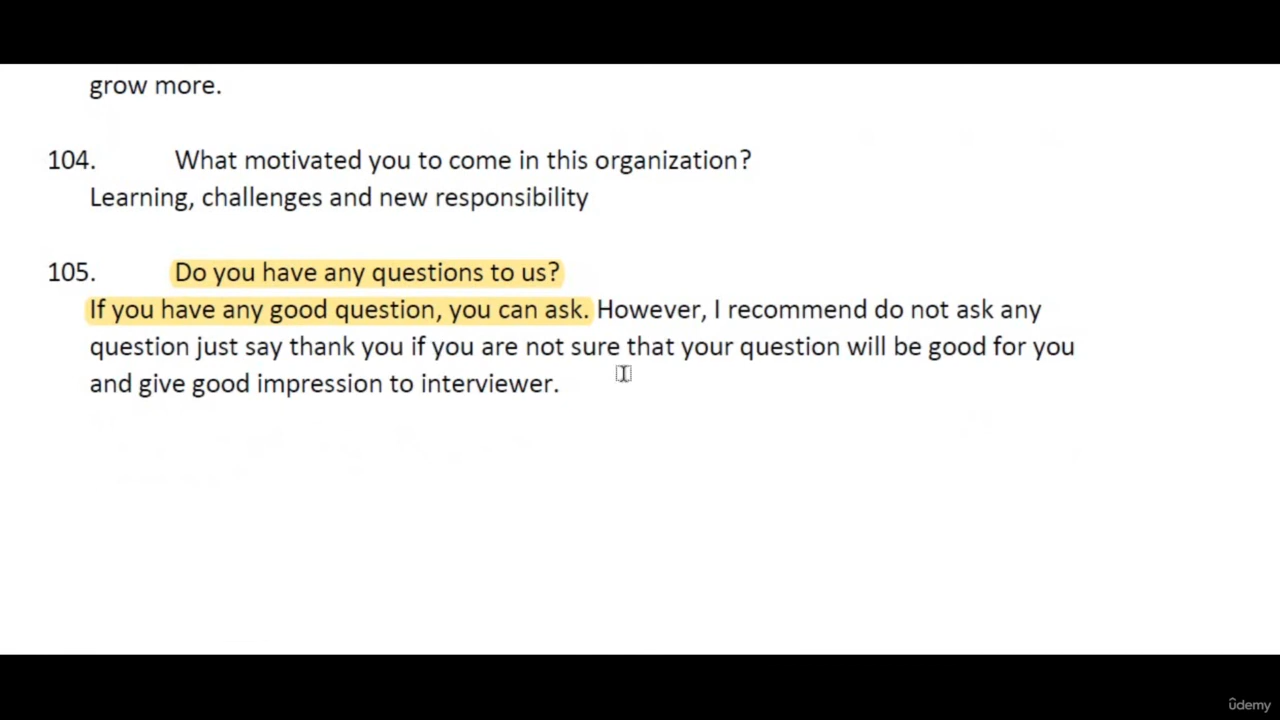 grow more.
104. What motivated you to come in this organization?
Learning, challenges and new responsibility
105. Do you have any questions to us?
If you have any good question, you can ask. However, I recommend do not ask any
question just say thank you if you are not sure that your question will be good for you
and give good impression to interviewer.
ûdemy